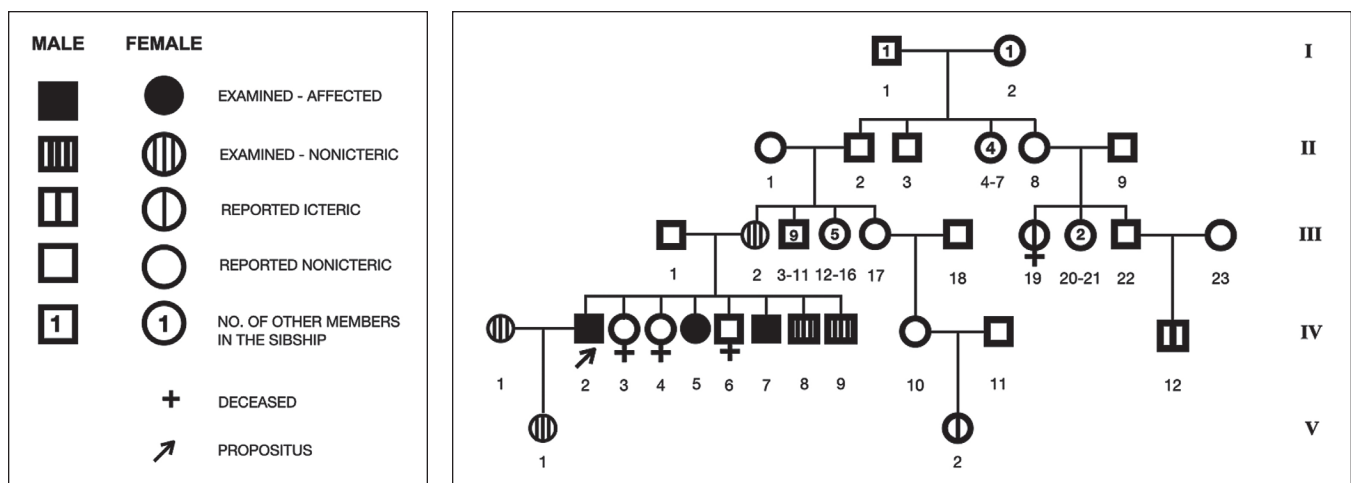 MALE FEMALE
EXAMINED - AFFECTED
EXAMINED - NONICTERIC
REPORTED ICTERIC
REPORTED NONICTERIC
1 1 NO. OF OTHER MEMBERS
IN THE SIBSHIP
DECEASED
PROPOSITUS
1 1 I
1 2
4 II
1 2 3 4-7 8 9
9 5 2 III
1 2 3-11 12-16 17 18 19 20-21 22 23
IV
1 2 3 4 5 6 7 8 9 10 11 12
V
1 2